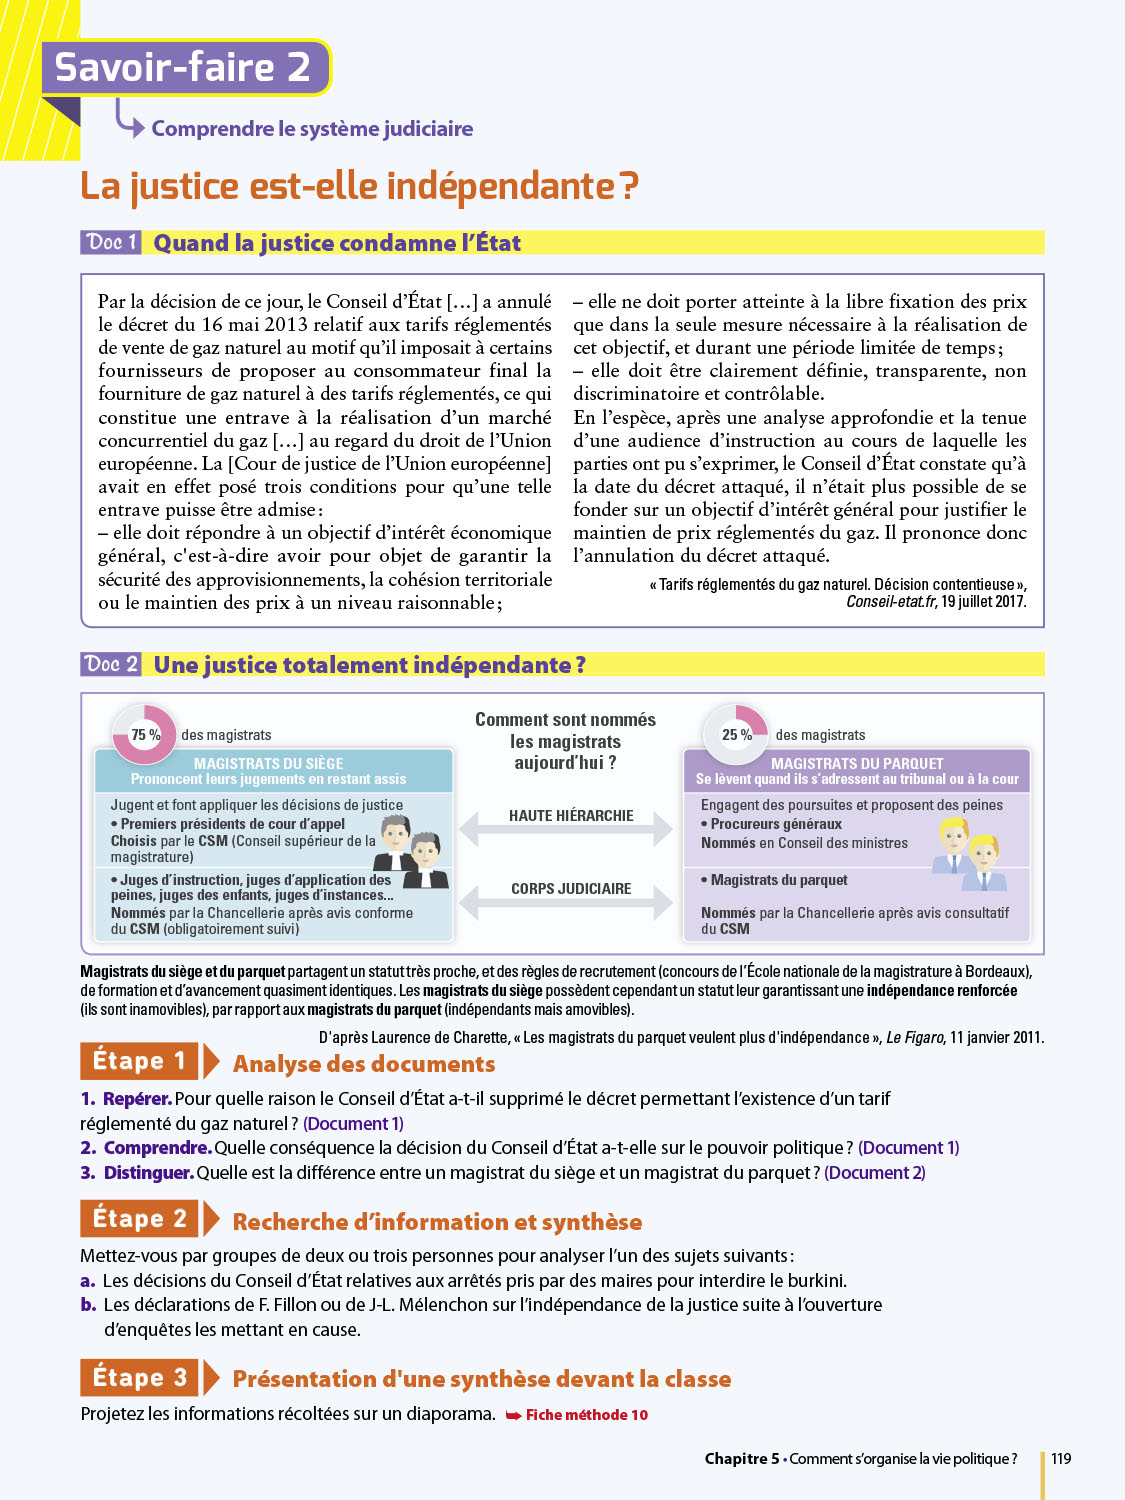 Savoir-faire 2
Comprendre le système judiciaire
La justice est-elle indépendante ?
Doc 1 Quand la justice condamne l’État
Par la décision de ce jour, le Conseil d’État […] a annulé
le décret du 16 mai 2013 relatif aux tarifs réglementés
de vente de gaz naturel au motif qu’il imposait à certains
fournisseurs de proposer au consommateur final la
fourniture de gaz naturel à des tarifs réglementés, ce qui
constitue une entrave à la réalisation d’un marché
concurrentiel du gaz […] au regard du droit de l’Union
européenne. La [Cour de justice de l’Union européenne]
avait en effet posé trois conditions pour qu’une telle
entrave puisse être admise :
– elle doit répondre à un objectif d’intérêt économique
général, c'est-à-dire avoir pour objet de garantir la
sécurité des approvisionnements, la cohésion territoriale
ou le maintien des prix à un niveau raisonnable ;
– elle ne doit porter atteinte à la libre fixation des prix
que dans la seule mesure nécessaire à la réalisation de
cet objectif, et durant une période limitée de temps ;
– elle doit être clairement définie, transparente, non
discriminatoire et contrôlable.
En l’espèce, après une analyse approfondie et la tenue
d’une audience d’instruction au cours de laquelle les
parties ont pu s’exprimer, le Conseil d’État constate qu’à
la date du décret attaqué, il n’était plus possible de se
fonder sur un objectif d’intérêt général pour justifier le
maintien de prix réglementés du gaz. Il prononce donc
l’annulation du décret attaqué.
« Tarifs réglementés du gaz naturel. Décision contentieuse »,
Conseil-etat.fr, 19 juillet 2017.
Doc 2 Une justice totalement indépendante ?
75 % des magistrats
MAGISTRATS DU SIÈGE
Prononcent leurs jugements en restant assis
Jugent et font appliquer les décisions de justice
• Premiers présidents de cour d’appel
Choisis par le CSM (Conseil supérieur de la
magistrature)
• Juges d’instruction, juges d’application des
peines, juges des enfants, juges d’instances...
Nommés par la Chancellerie après avis conforme
du CSM (obligatoirement suivi)
Comment sont nommés
les magistrats
aujourd’hui ?
HAUTE HIÉRARCHIE
CORPS JUDICIAIRE
25 % des magistrats
MAGISTRATS DU PARQUET
Se lèvent quand ils s’adressent au tribunal ou à la cour
Engagent des poursuites et proposent des peines
• Procureurs généraux
Nommés en Conseil des ministres
• Magistrats du parquet
Nommés par la Chancellerie après avis consultatif
du CSM
Magistrats du siège et du parquet partagent un statut très proche, et des règles de recrutement (concours de l’École nationale de la magistrature à Bordeaux),
de formation et d’avancement quasiment identiques. Les magistrats du siège possèdent cependant un statut leur garantissant une indépendance renforcée
(ils sont inamovibles), par rapport aux magistrats du parquet (indépendants mais amovibles).
D'après Laurence de Charette, « Les magistrats du parquet veulent plus d'indépendance », Le Figaro, 11 janvier 2011.
Étape 1 Analyse des documents
1. Repérer. Pour quelle raison le Conseil d’État a-t-il supprimé le décret permettant l’existence d’un tarif
réglementé du gaz naturel ? (Document 1)
2. Comprendre. Quelle conséquence la décision du Conseil d’État a-t-elle sur le pouvoir politique ? (Document 1)
3. Distinguer. Quelle est la différence entre un magistrat du siège et un magistrat du parquet ? (Document 2)
Étape 2 Recherche d’information et synthèse
Mettez-vous par groupes de deux ou trois personnes pour analyser l’un des sujets suivants :
a. Les décisions du Conseil d’État relatives aux arrêtés pris par des maires pour interdire le burkini.
b. Les déclarations de F. Fillon ou de J-L. Mélenchon sur l’indépendance de la justice suite à l’ouverture
d’enquêtes les mettant en cause.
Étape 3 Présentation d'une synthèse devant la classe
Projetez les informations récoltées sur un diaporama. ➥ Fiche méthode 10
Chapitre 5 • Comment s’organise la vie politique ? 119